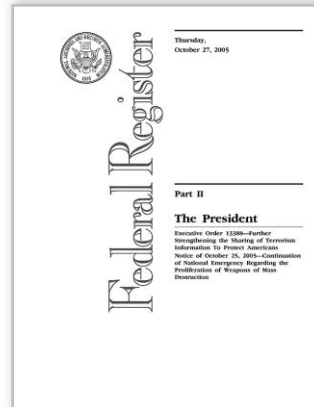 Thursday,
October 27, 2005
Federal Register
Part II
The President
Executive Order 13388—Further
Strengthening the Sharing of Terrorism
Information To Protect Americans
Notice of October 25, 2005—Continuation
of National Emergency Regarding the
Proliferation of Weapons of Mass
Destruction